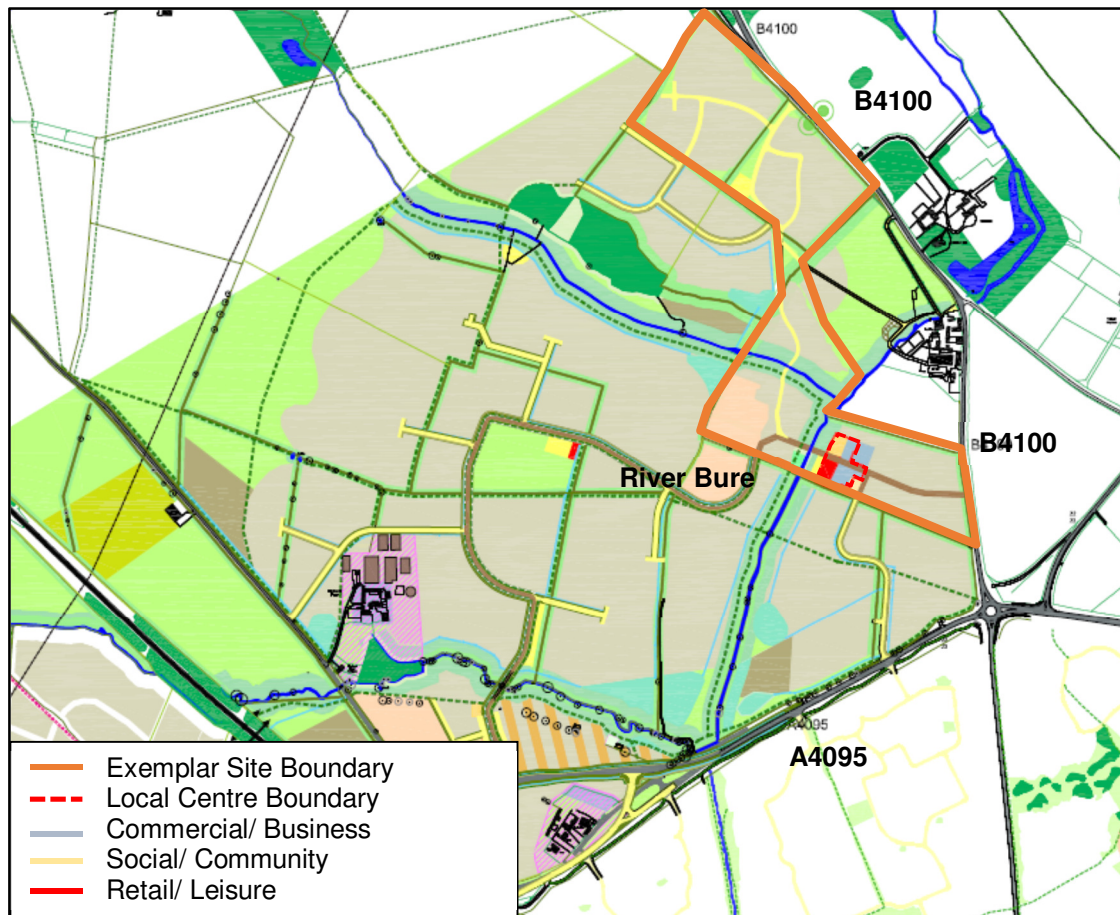 B4100
B4100
B4100
River Bure
A4095
A4095
Exemplar Site Boundary
Local Centre Boundary
Commercial/ Business
Social/ Community
Retail/ Leisure